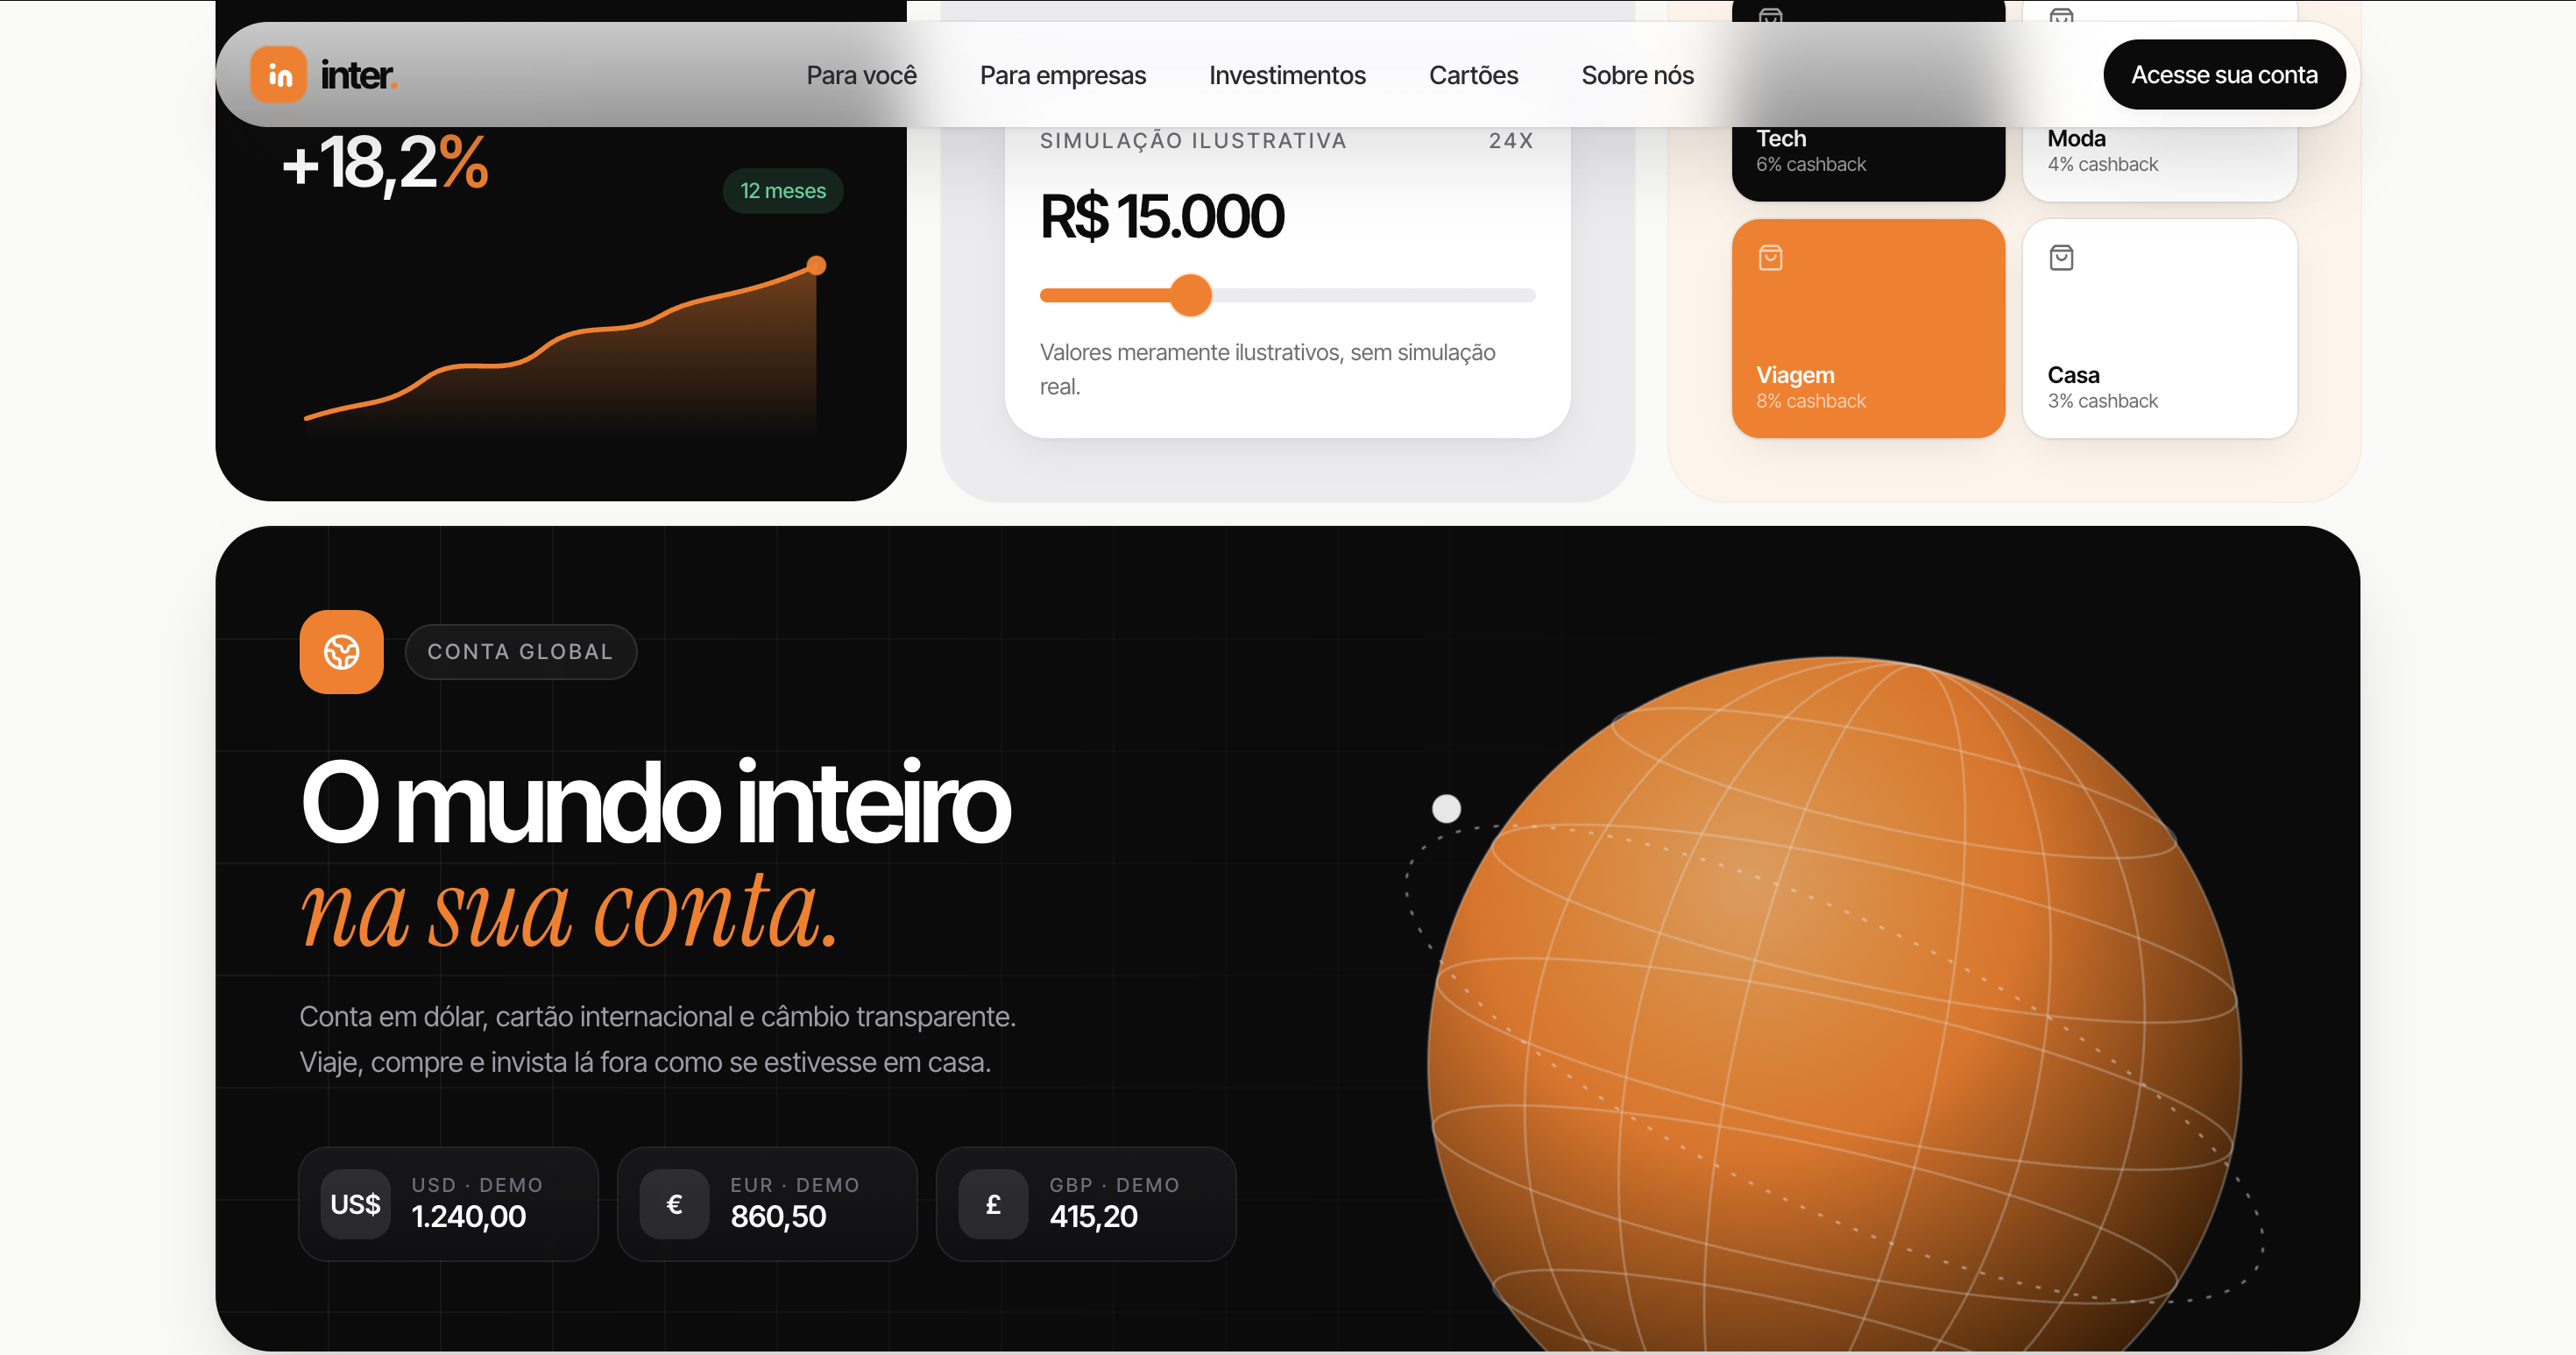 in inter.
Para você
Para empresas
Investimentos
Cartões
Sobre nós
Acesse sua conta
+18,2%
12 meses
SIMULAÇÃO ILUSTRATIVA
24X
R$ 15.000
Valores meramente ilustrativos, sem simulação
real.
Tech
6% cashback
Moda
4% cashback
Viagem
8% cashback
Casa
3% cashback
CONTA GLOBAL
O mundo inteiro
na sua conta.
Conta em dólar, cartão internacional e câmbio transparente.
Viaje, compre e invista lá fora como se estivesse em casa.
US$
USD · DEMO
1.240,00
€
EUR · DEMO
860,50
£
GBP · DEMO
415,20